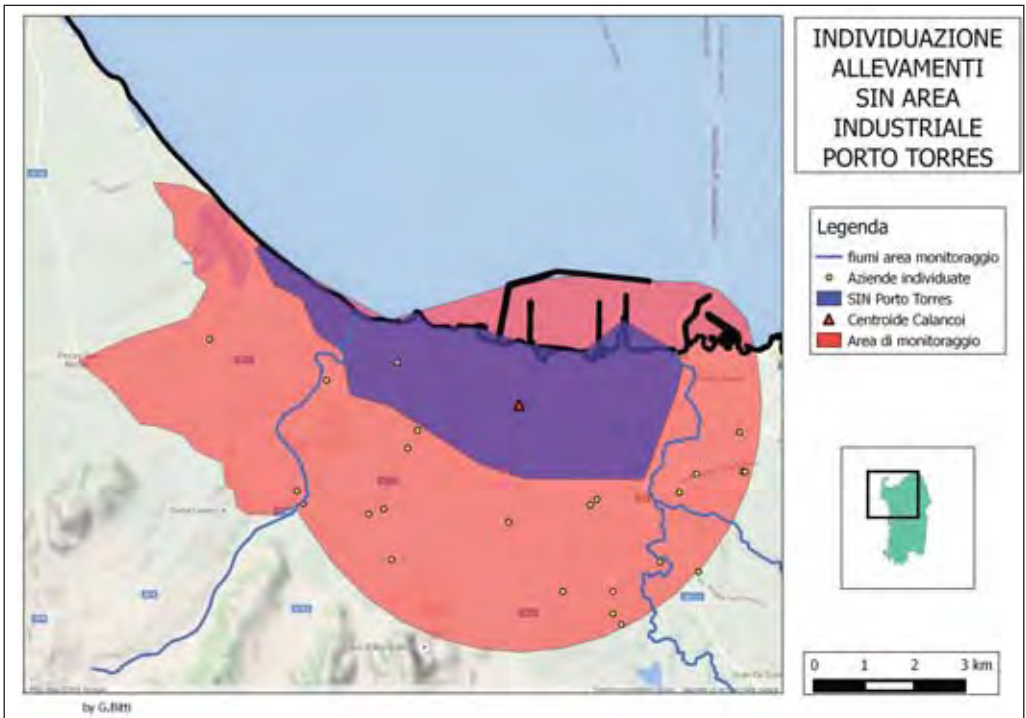 INDIVIDUAZIONE
ALLEVAMENTI
SIN AREA
INDUSTRIALE
PORTO TORRES
Legenda
fiumi area monitoraggio
Aziende individuate
SIN Porto Torres
Centroide Calancoi
Area di monitoraggio
0 1 2 3 km
by G.Bitti